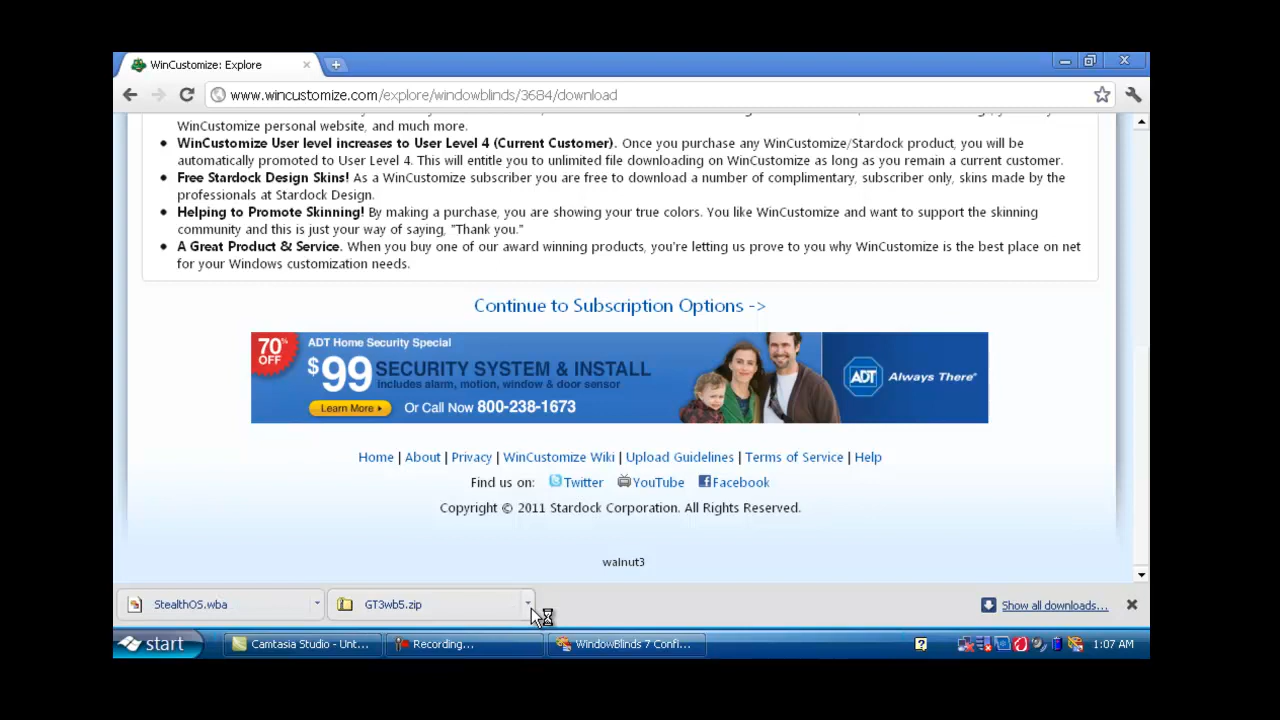 WinCustomize: Explore
www.wincustomize.com/explore/windowblinds/3684/download
WinCustomize personal website, and much more.
WinCustomize User level increases to User Level 4 (Current Customer). Once you purchase any WinCustomize/Stardock product, you will be
automatically promoted to User Level 4. This will entitle you to unlimited file downloading on WinCustomize as long as you remain a current customer.
Free Stardock Design Skins! As a WinCustomize subscriber you are free to download a number of complimentary, subscriber only, skins made by the
professionals at Stardock Design.
Helping to Promote Skinning! By making a purchase, you are showing your true colors. You like WinCustomize and want to support the skinning
community and this is just your way of saying, "Thank you."
A Great Product & Service. When you buy one of our award winning products, you're letting us prove to you why WinCustomize is the best place on net
for your Windows customization needs.
Continue to Subscription Options ->
70% OFF
ADT Home Security Special
$99 SECURITY SYSTEM & INSTALL
includes alarm, motion, window & door sensor
Learn More Or Call Now 800-238-1673
ADT Always There®
Home | About | Privacy | WinCustomize Wiki | Upload Guidelines | Terms of Service | Help
Find us on: Twitter YouTube Facebook
Copyright © 2011 Stardock Corporation. All Rights Reserved.
walnut3
StealthOS.wba GT3wb5.zip Show all downloads...
start Camtasia Studio - Unt... Recording... WindowBlinds 7 Confi... 1:07 AM